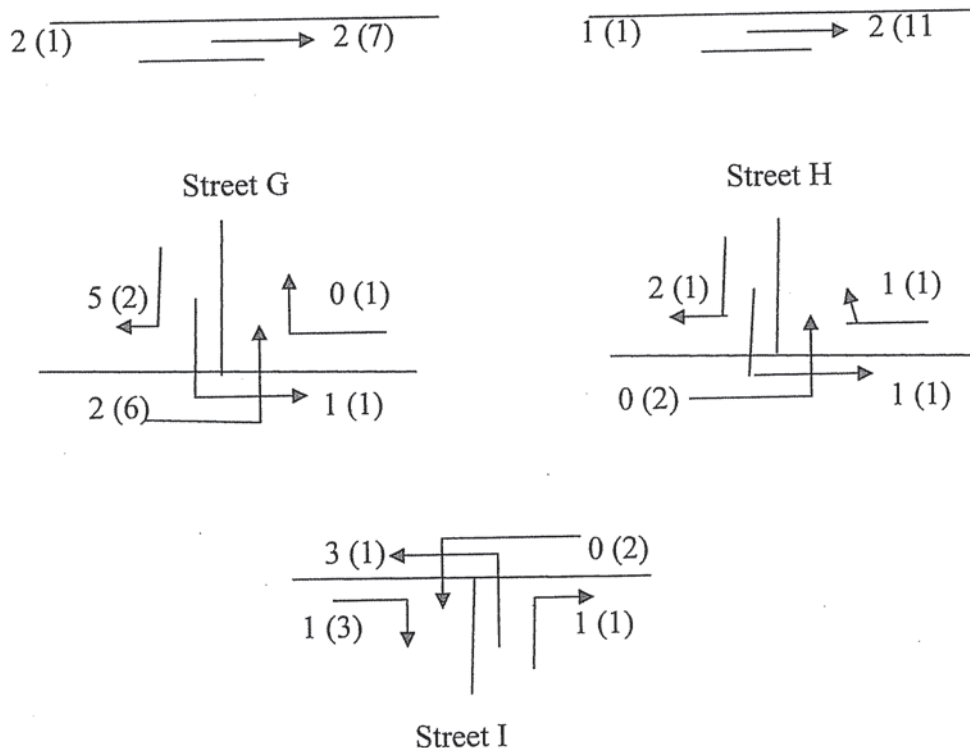 2 (1) 2 (7) 1 (1) 2 (11
Street G Street H
5 (2) 0 (1) 2 (1) 1 (1)
2 (6) 1 (1) 0 (2) 1 (1)
3 (1) 0 (2)
1 (3) 1 (1)
Street I